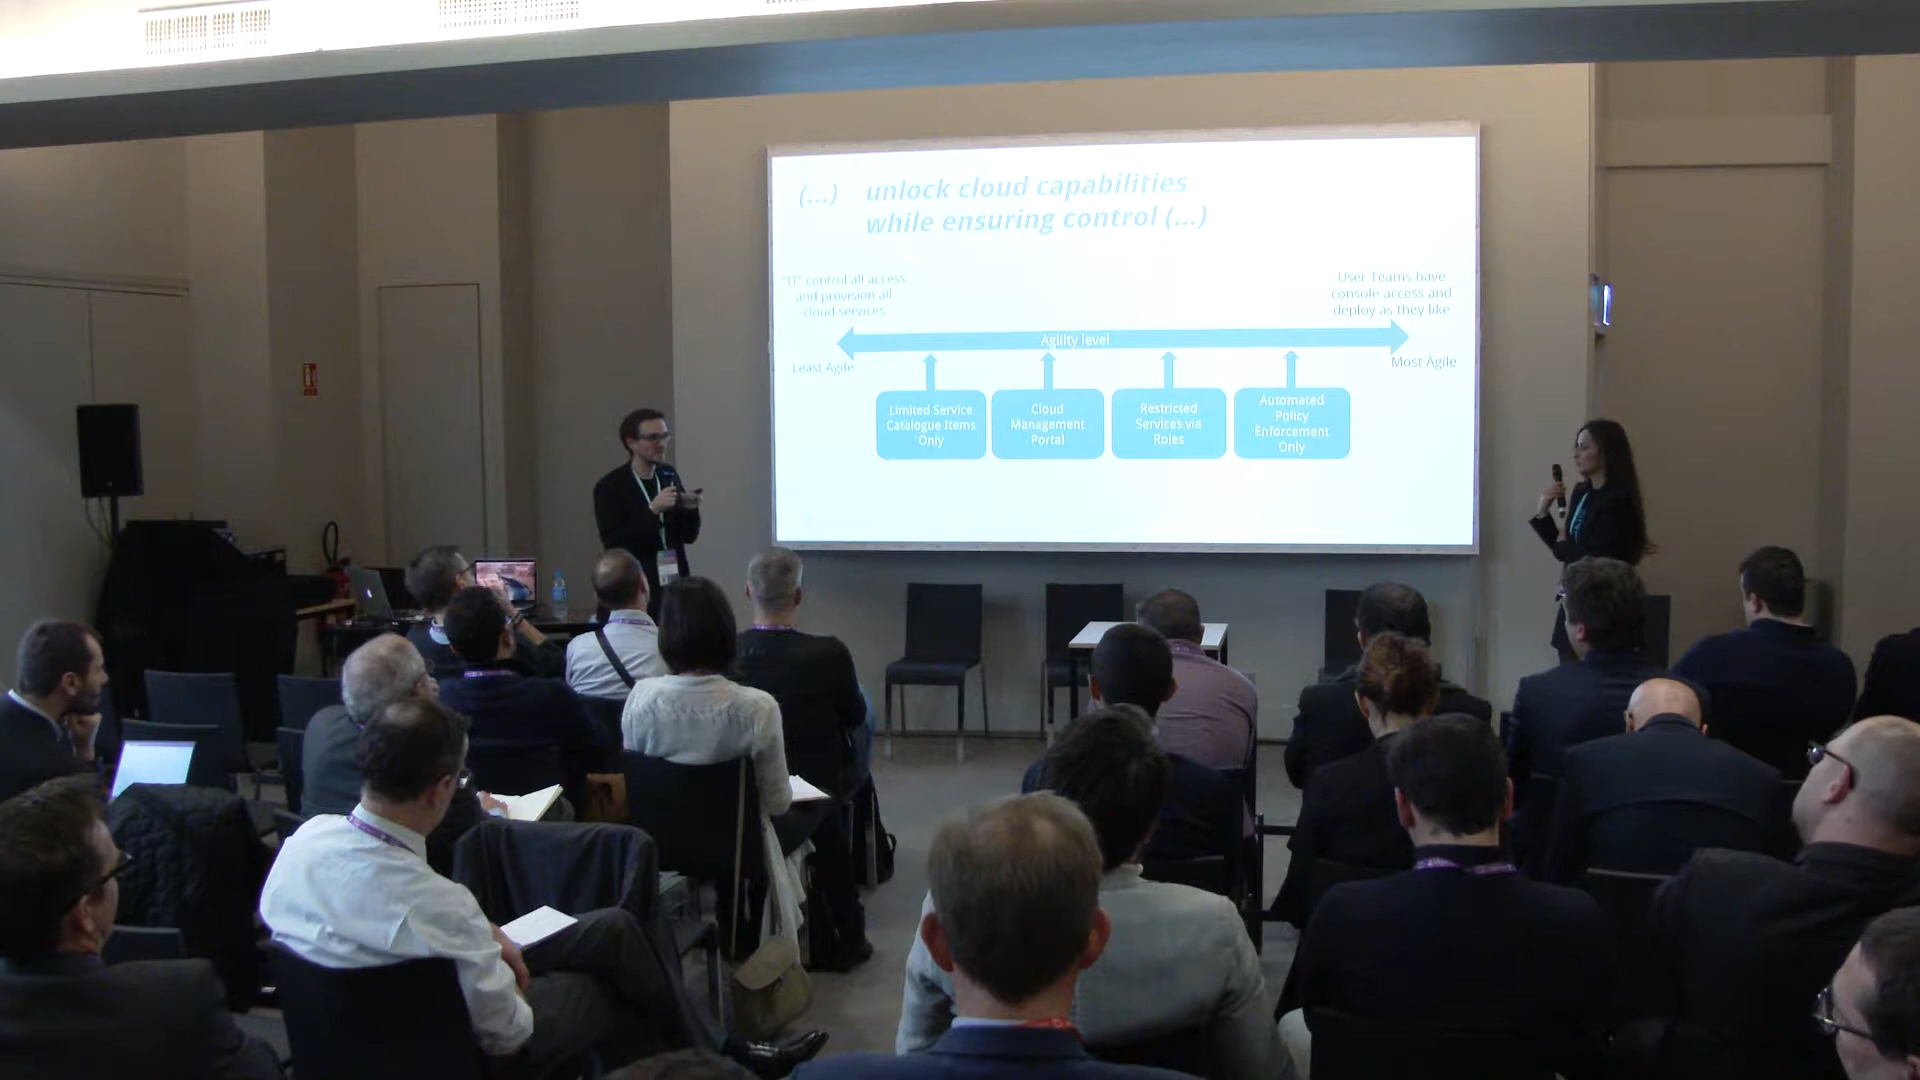 (...) unlock cloud capabilities
while ensuring control (...)
"IT" control all access
and provision all
cloud services
User Teams have
console access and
deploy as they like
Agility level
Least Agile
Most Agile
Limited Service
Catalogue Items
Only
Cloud
Management
Portal
Restricted
Services via
Roles
Automated
Policy
Enforcement
Only